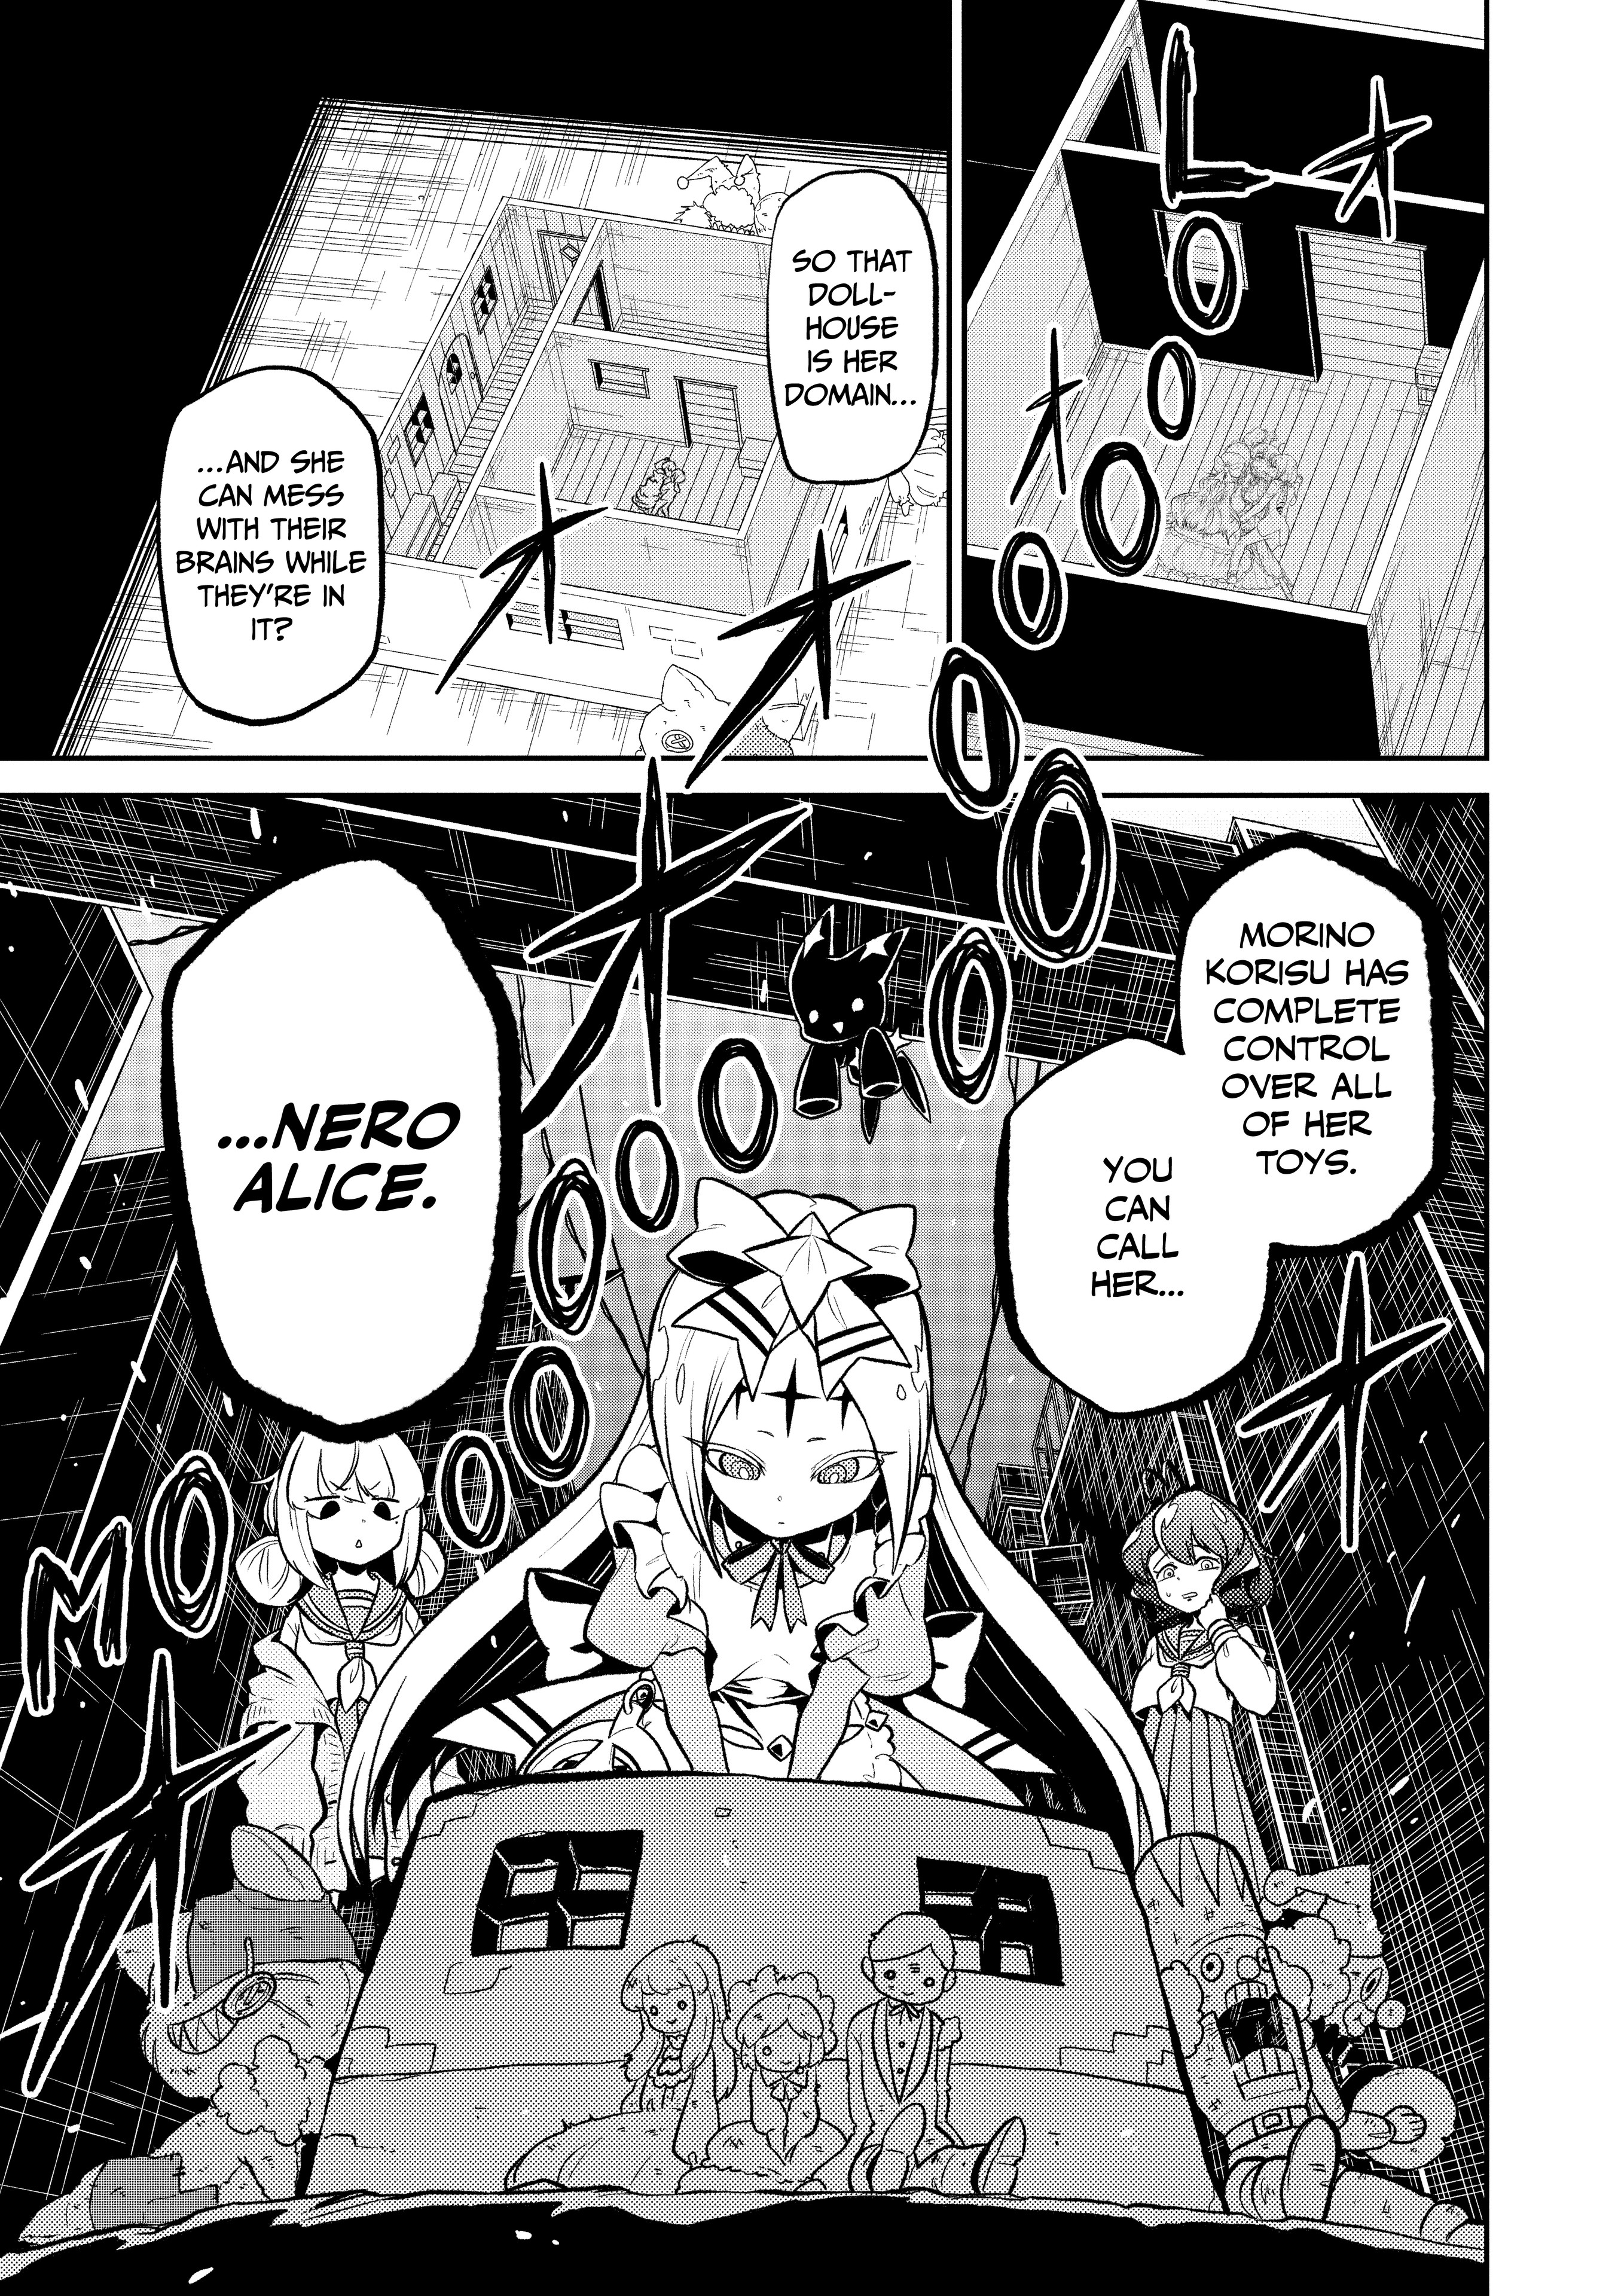 LOOOOOOOOOOOOOM
SO THAT
DOLL-
HOUSE
IS HER
DOMAIN...
...AND SHE
CAN MESS
WITH THEIR
BRAINS WHILE
THEY'RE IN
IT?
MORINO
KORISU HAS
COMPLETE
CONTROL
OVER ALL
OF HER
TOYS.
YOU
CAN
CALL
HER...
...NERO
ALICE.